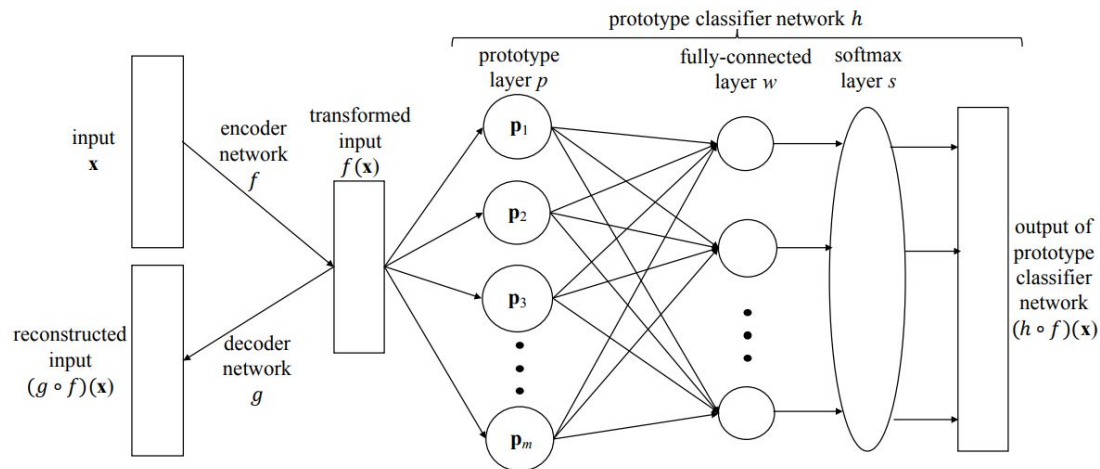 prototype classifier network h
prototype
layer p
fully-connected
layer w
softmax
layer s
input
x
encoder
network
f
transformed
input
f(x)
p1
p2
p3
pm
reconstructed
input
(g ∘ f)(x)
decoder
network
g
output of
prototype
classifier
network
(h ∘ f)(x)